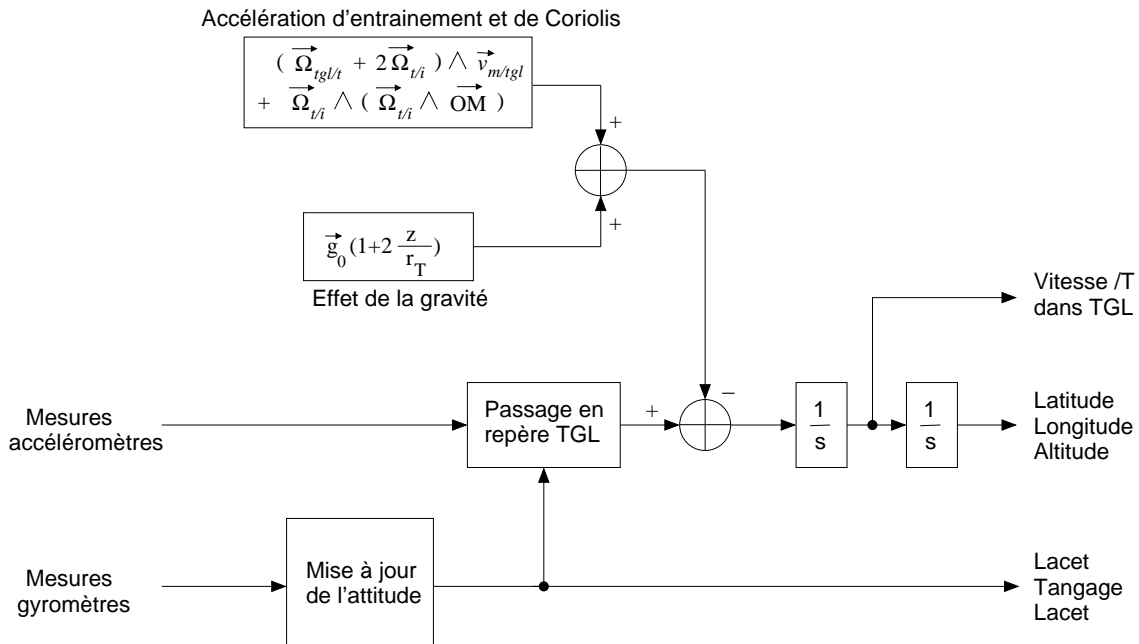 Accélération d'entrainement et de Coriolis
( Ω⃗tgl/t + 2Ω⃗t/i ) ∧ v⃗m/tgl
+ Ω⃗t/i ∧ ( Ω⃗t/i ∧ OM⃗ )
+
+
g⃗0 (1+2 z/rT)
Effet de la gravité
Vitesse /T
dans TGL
Mesures
accéléromètres
Passage en
repère TGL
+
−
1
s
1
s
Latitude
Longitude
Altitude
Mesures
gyromètres
Mise à jour
de l'attitude
Lacet
Tangage
Lacet